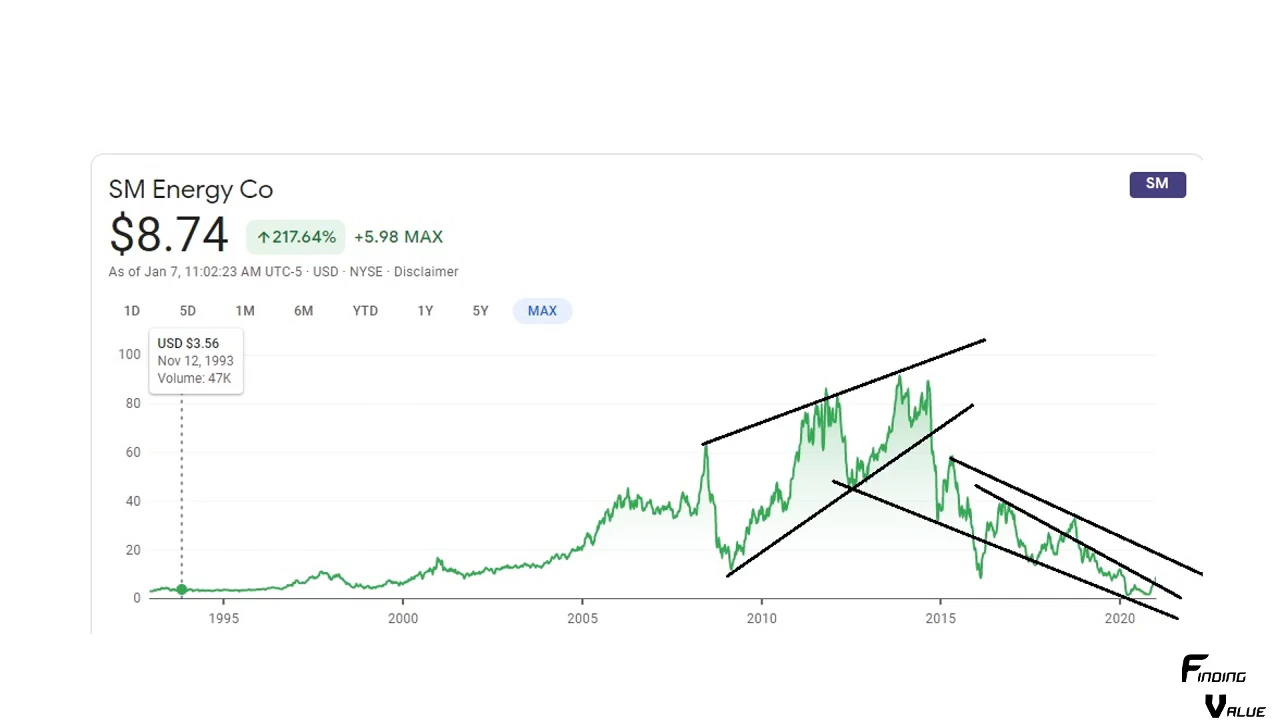 SM Energy Co
SM
$8.74 ↑217.64% +5.98 MAX
As of Jan 7, 11:02:23 AM UTC-5 · USD · NYSE · Disclaimer
1D 5D 1M 6M YTD 1Y 5Y MAX
USD $3.56
Nov 12, 1993
Volume: 47K
100
80
60
40
20
0
1995 2000 2005 2010 2015 2020
Finding
Value